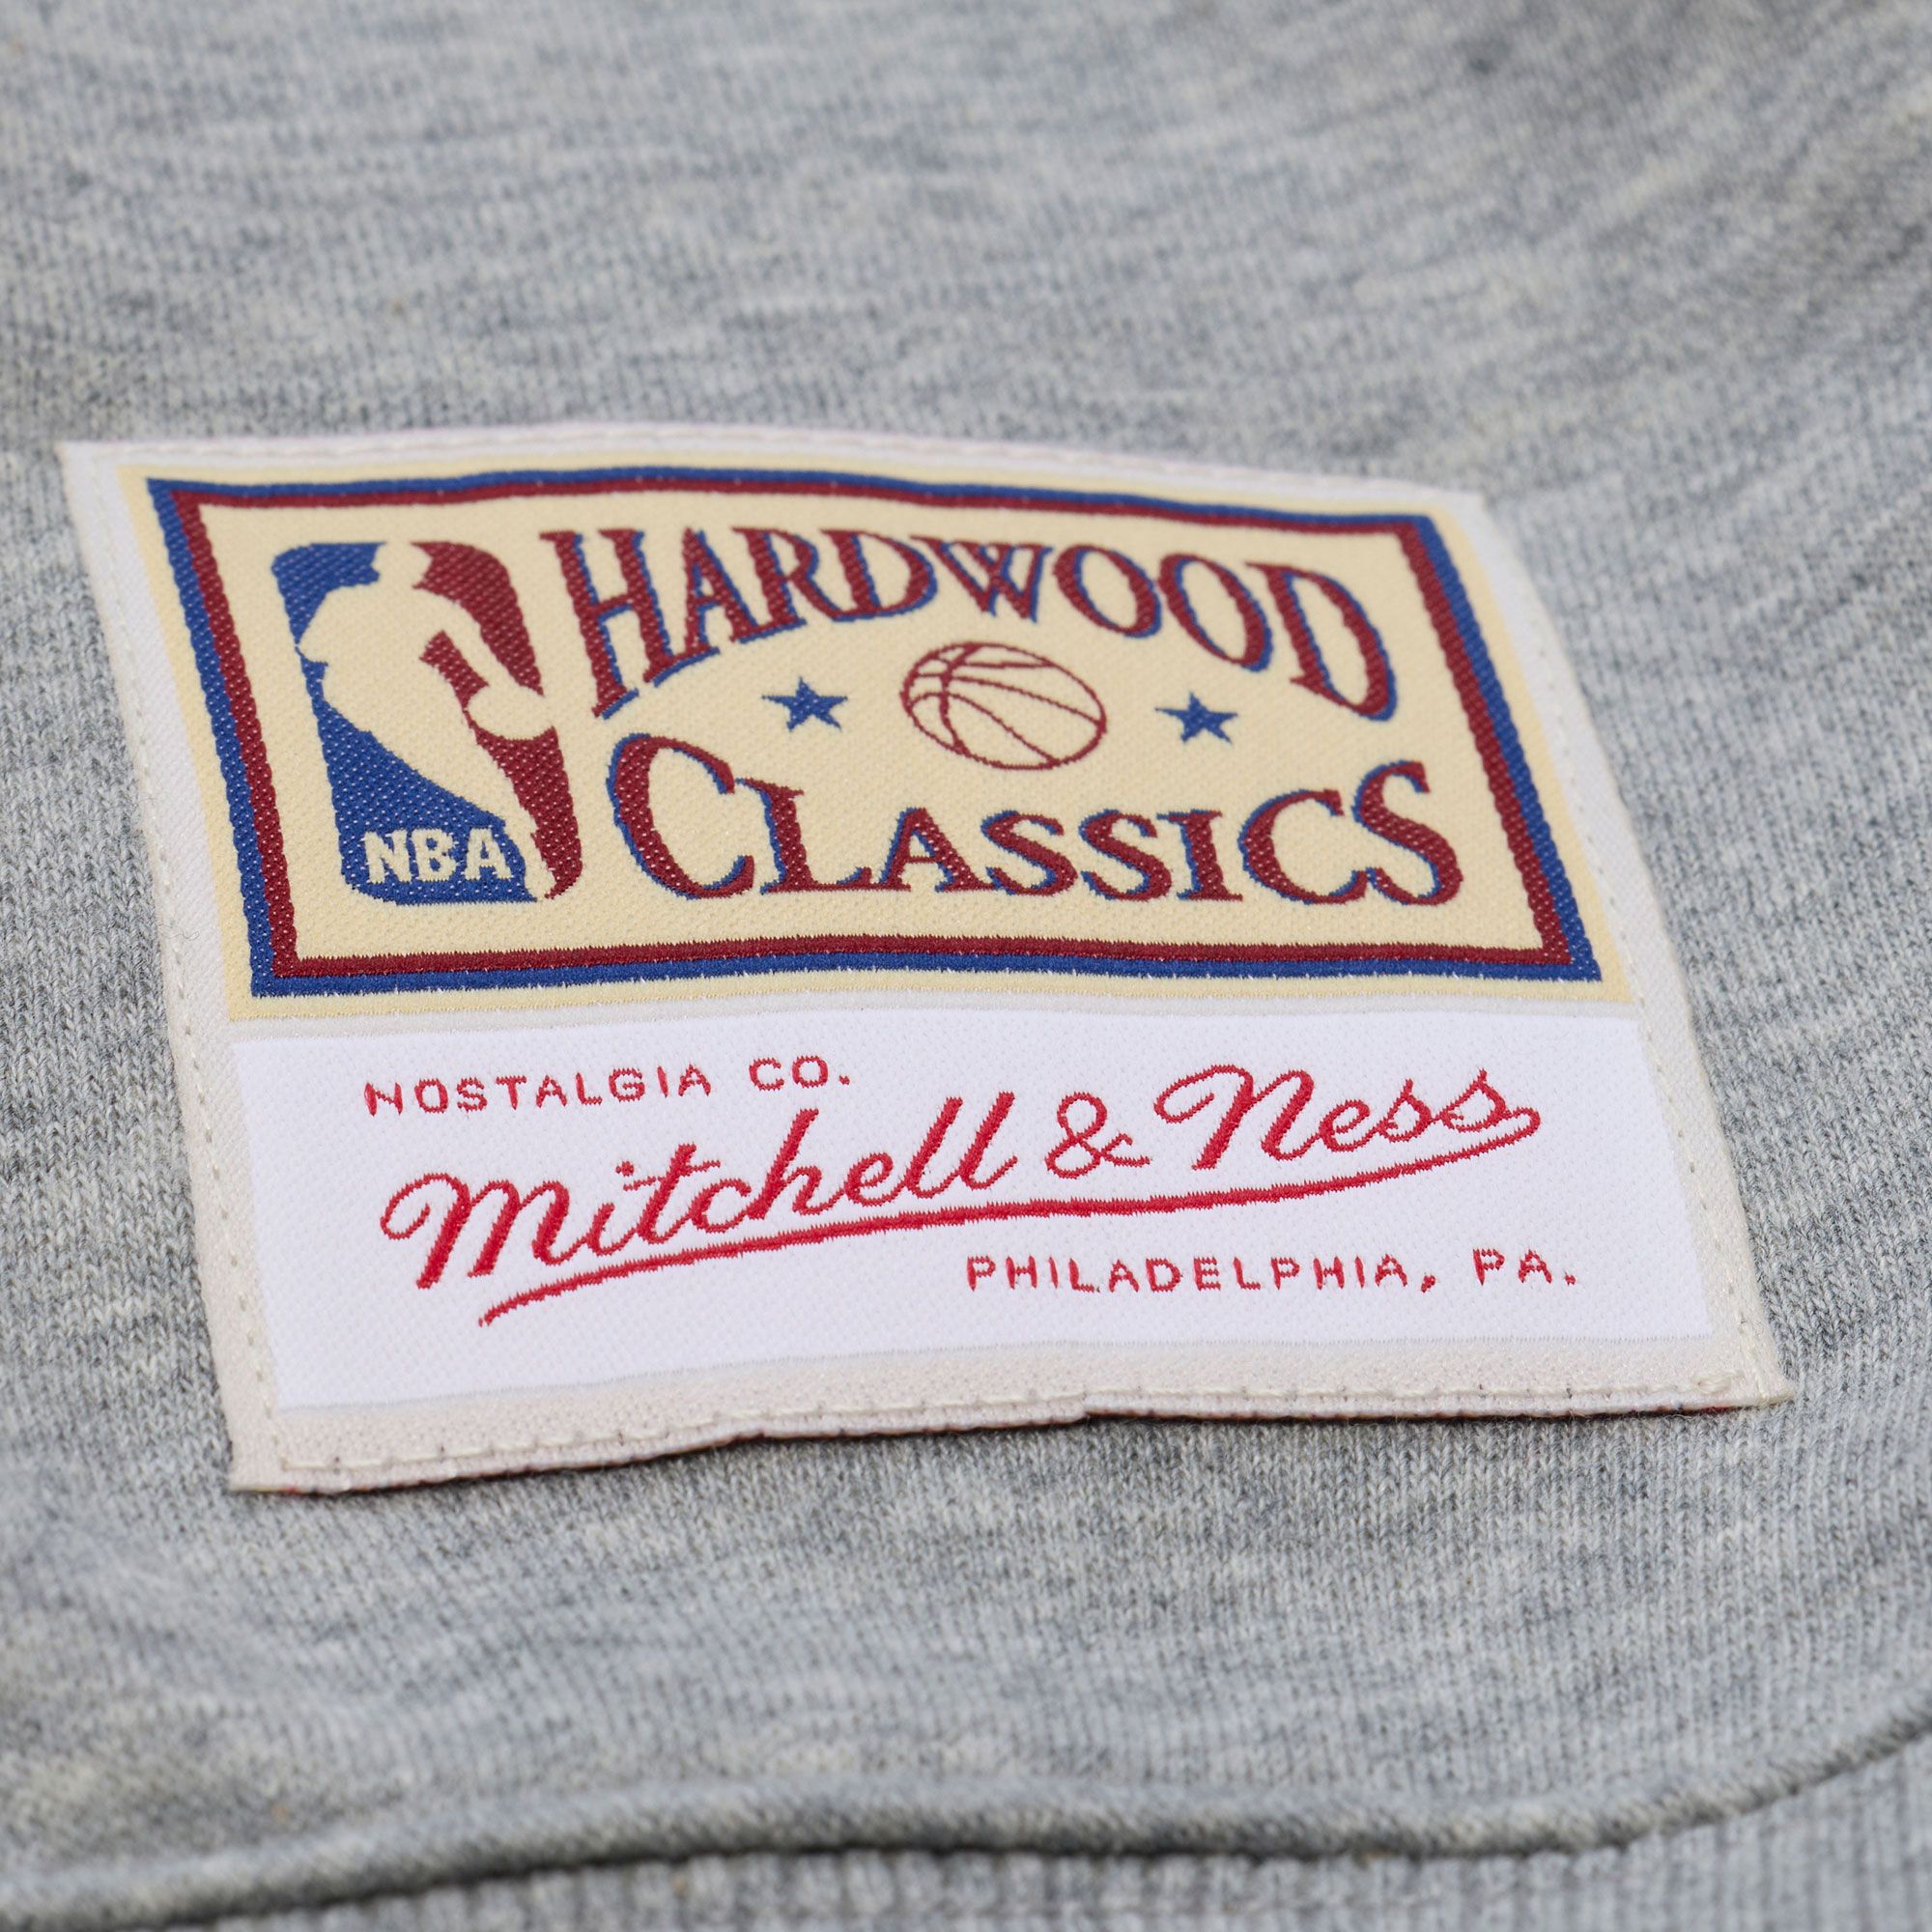 HARDWOOD
CLASSICS
NBA
NOSTALGIA CO.
Mitchell & Ness
PHILADELPHIA, PA.